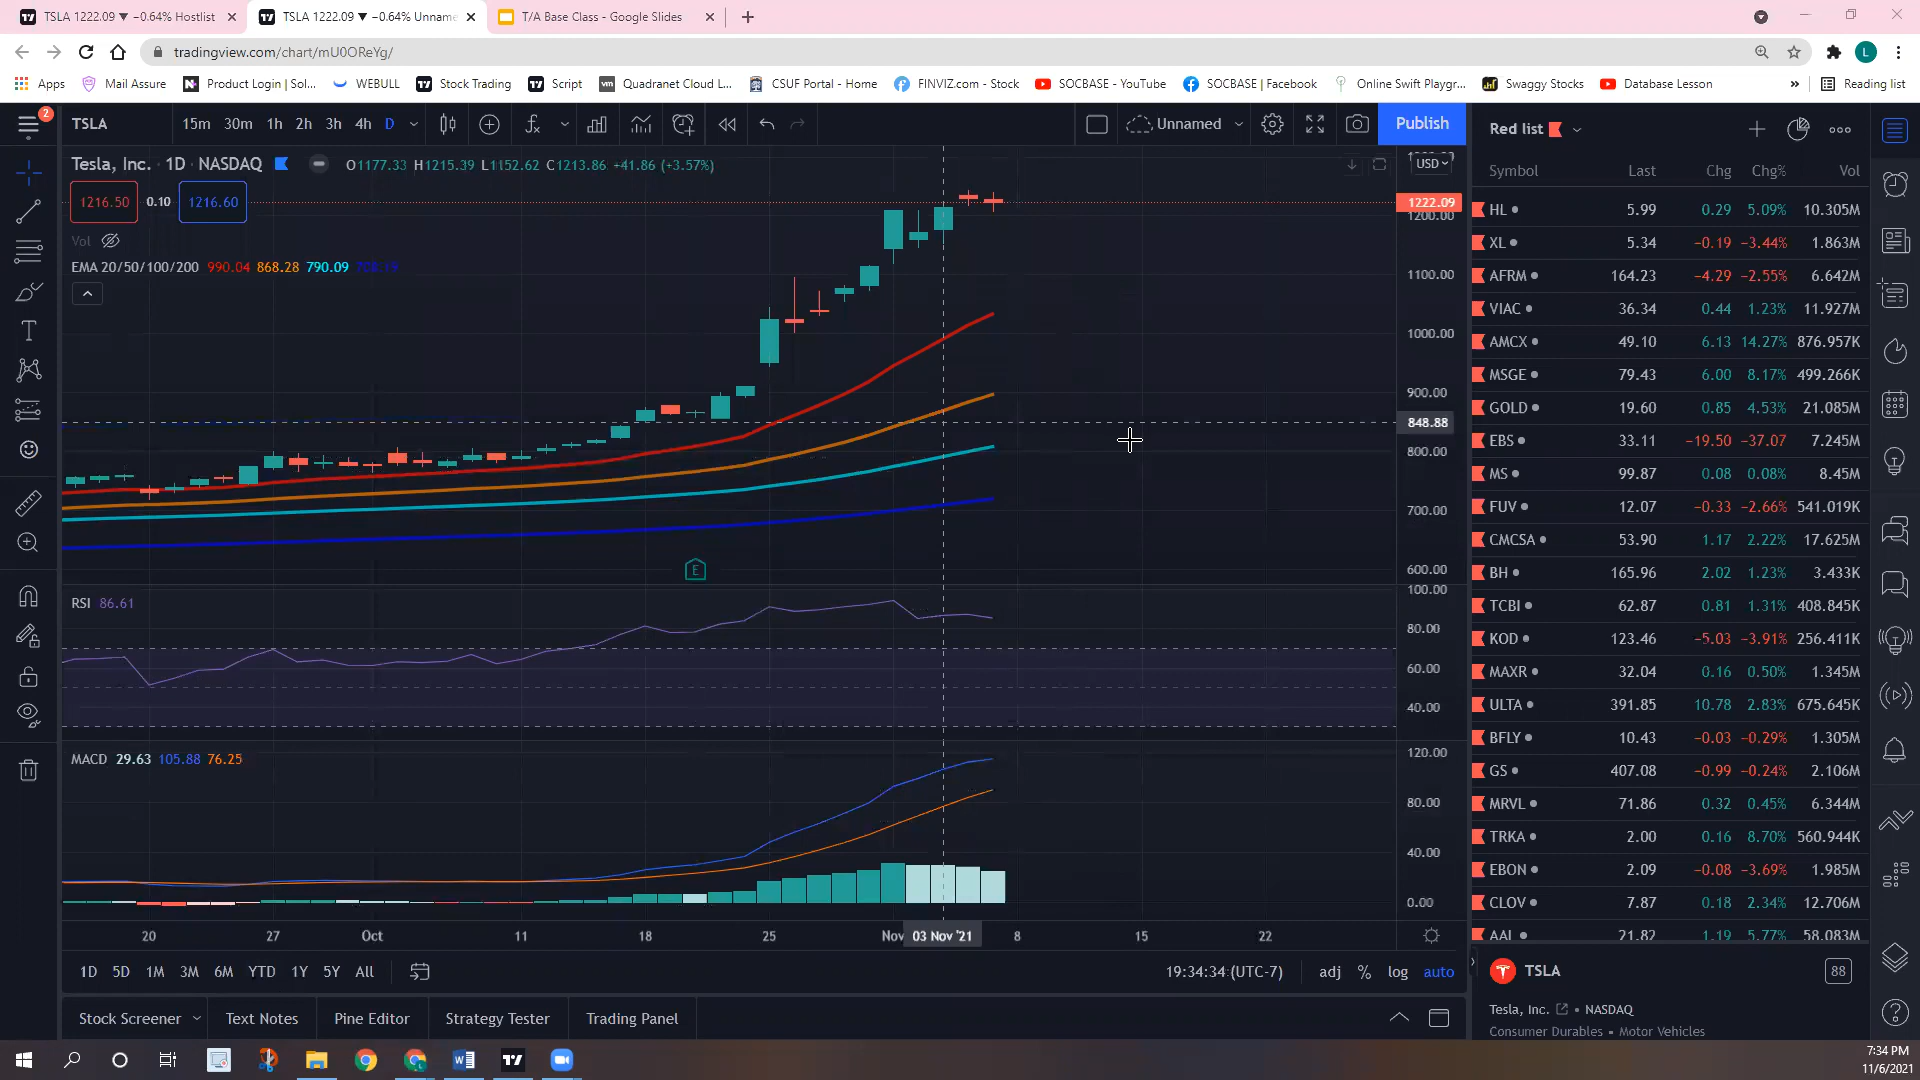 TSLA 1222.09 ▼ −0.64% Hostlist
TSLA 1222.09 ▼ −0.64% Unname
T/A Base Class - Google Slides
tradingview.com/chart/mU0OReYg/
L
Apps Mail Assure Product Login | Sol... WEBULL Stock Trading Script Quadranet Cloud L... CSUF Portal - Home FINVIZ.com - Stock SOCBASE - YouTube SOCBASE | Facebook Online Swift Playgr... Swaggy Stocks Database Lesson » Reading list
2
TSLA 15m 30m 1h 2h 3h 4h D Unnamed Publish
Red list
Symbol Last Chg Chg% Vol
Tesla, Inc. · 1D · NASDAQ O1177.33 H1215.39 L1152.62 C1213.86 +41.86 (+3.57%)
USD
1216.50 0.10 1216.60
Vol
EMA 20/50/100/200 990.04 868.28 790.09
1222.09
1200.00
1100.00
1000.00
900.00
848.88
800.00
700.00
600.00
E
RSI 86.61
100.00
80.00
60.00
40.00
MACD 29.63 105.88 76.25
120.00
80.00
40.00
0.00
20 27 Oct 11 18 25 Nov 03 Nov '21 8 15 22
1D 5D 1M 3M 6M YTD 1Y 5Y All
19:34:34 (UTC-7) adj % log auto
Stock Screener Text Notes Pine Editor Strategy Tester Trading Panel
HL 5.99 0.29 5.09% 10.305M
XL 5.34 −0.19 −3.44% 1.863M
AFRM 164.23 −4.29 −2.55% 6.642M
VIAC 36.34 0.44 1.23% 11.927M
AMCX 49.10 6.13 14.27% 876.957K
MSGE 79.43 6.00 8.17% 499.266K
GOLD 19.60 0.85 4.53% 21.085M
EBS 33.11 −19.50 −37.07 7.245M
MS 99.87 0.08 0.08% 8.45M
FUV 12.07 −0.33 −2.66% 541.019K
CMCSA 53.90 1.17 2.22% 17.625M
BH 165.96 2.02 1.23% 3.433K
TCBI 62.87 0.81 1.31% 408.845K
KOD 123.46 −5.03 −3.91% 256.411K
MAXR 32.04 0.16 0.50% 1.345M
ULTA 391.85 10.78 2.83% 675.645K
BFLY 10.43 −0.03 −0.29% 1.305M
GS 407.08 −0.99 −0.24% 2.106M
MRVL 71.86 0.32 0.45% 6.344M
TRKA 2.00 0.16 8.70% 560.944K
EBON 2.09 −0.08 −3.69% 1.985M
CLOV 7.87 0.18 2.34% 12.706M
AAL 21.82 1.19 5.77% 58.083M
TSLA 88
Tesla, Inc. • NASDAQ
Consumer Durables • Motor Vehicles
7:34 PM
11/6/2021